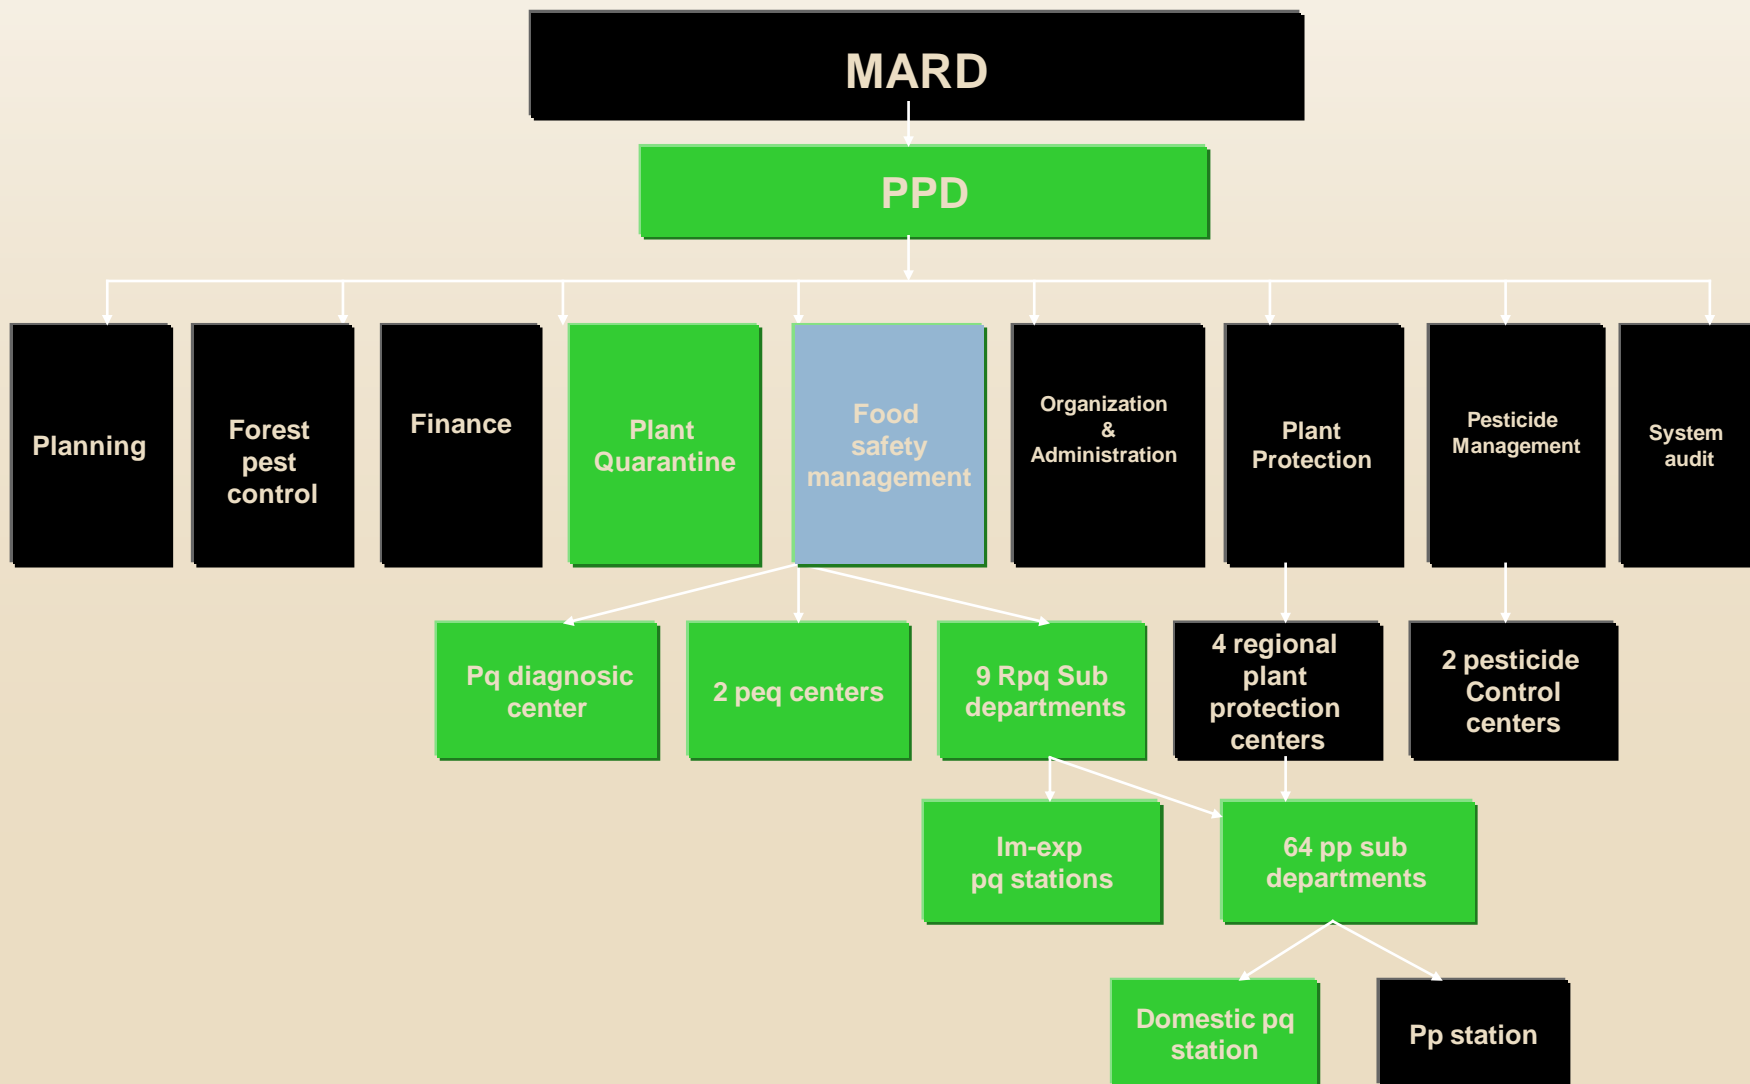 MARD
PPD
Planning
Forest
pest
control
Finance
Plant
Quarantine
Food
safety
management
Organization
&
Administration
Plant
Protection
Pesticide
Management
System
audit
Pq diagnosic
center
2 peq centers
9 Rpq Sub
departments
4 regional
plant
protection
centers
2 pesticide
Control
centers
Im-exp
pq stations
64 pp sub
departments
Domestic pq
station
Pp station